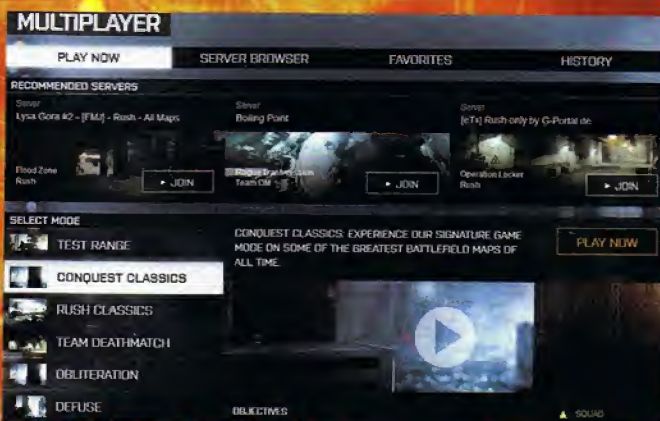 MULTIPLAYER
PLAY NOW
SERVER BROWSER
FAVORITES
HISTORY
RECOMMENDED SERVERS
Server
Lysa Gora #2 - [FMJ] - Rush - All Maps
Flood Zone
Rush
JOIN
Server
Boiling Point
Rogue Transmission
Team DM
JOIN
Server
[eTx] Rush only by G-Portal.de
Operation Locker
Rush
JOIN
SELECT MODE
TEST RANGE
CONQUEST CLASSICS
RUSH CLASSICS
TEAM DEATHMATCH
OBLITERATION
DEFUSE
CONQUEST CLASSICS: EXPERIENCE OUR SIGNATURE GAME
MODE ON SOME OF THE GREATEST BATTLEFIELD MAPS OF
ALL TIME.
PLAY NOW
OBJECTIVES
SQUAD